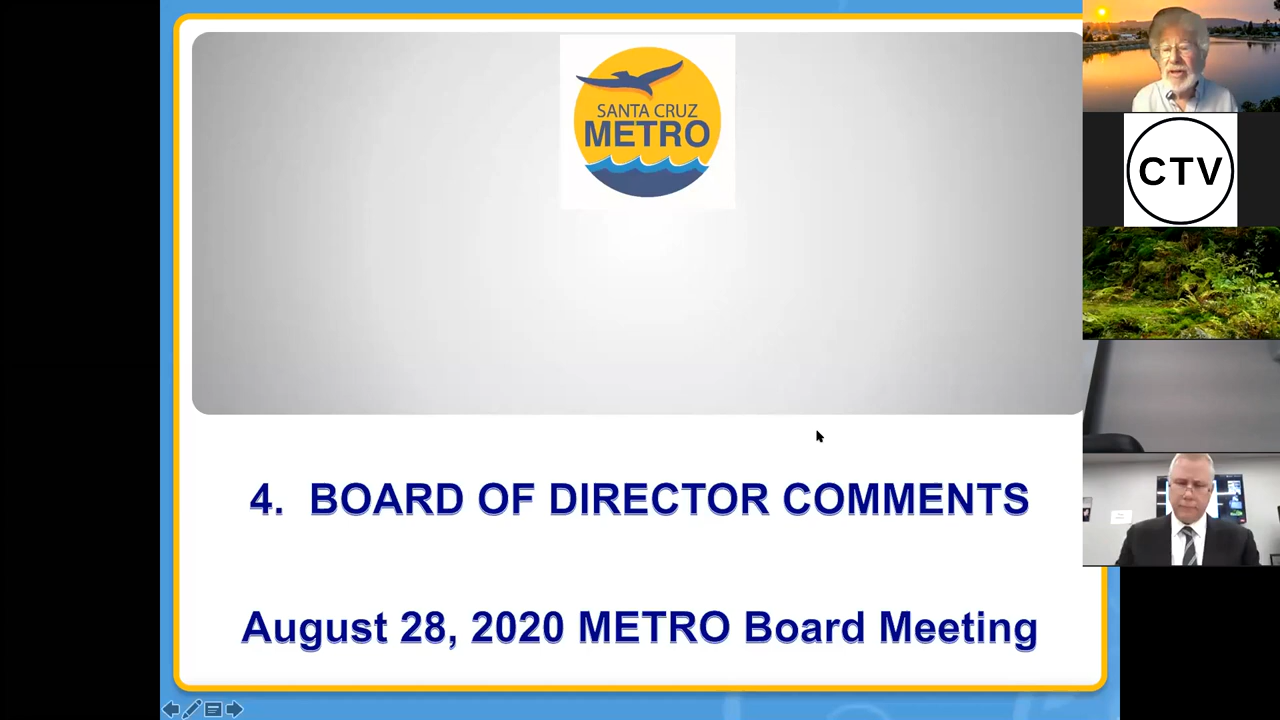 SANTA CRUZ
METRO
CTV
4. BOARD OF DIRECTOR COMMENTS
August 28, 2020 METRO Board Meeting